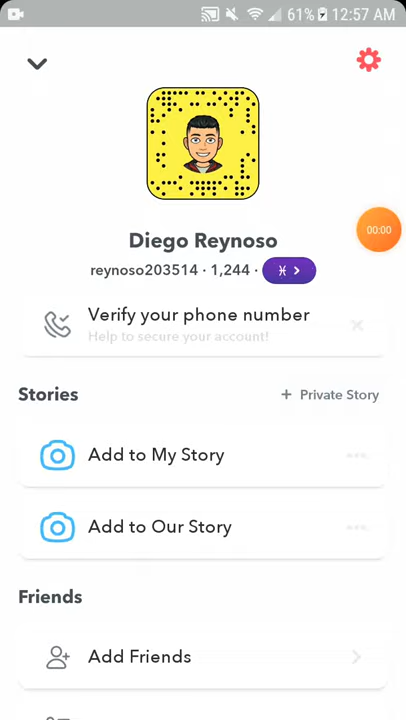 61% 12:57 AM
Diego Reynoso
00:00
reynoso203514 · 1,244 · ♓ >
Verify your phone number
Help to secure your account!
Stories
+ Private Story
Add to My Story
Add to Our Story
Friends
Add Friends